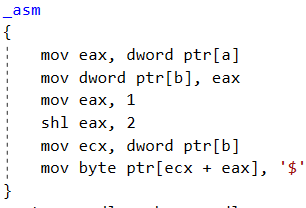 _asm
{
mov eax, dword ptr[a]
mov dword ptr[b], eax
mov eax, 1
shl eax, 2
mov ecx, dword ptr[b]
mov byte ptr[ecx + eax], '$'
}